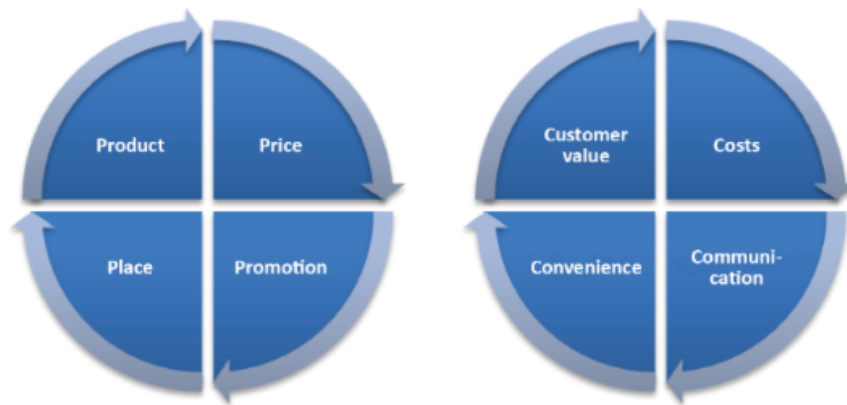 Product
Price
Place
Promotion
Customer
value
Costs
Convenience
Communi-
cation